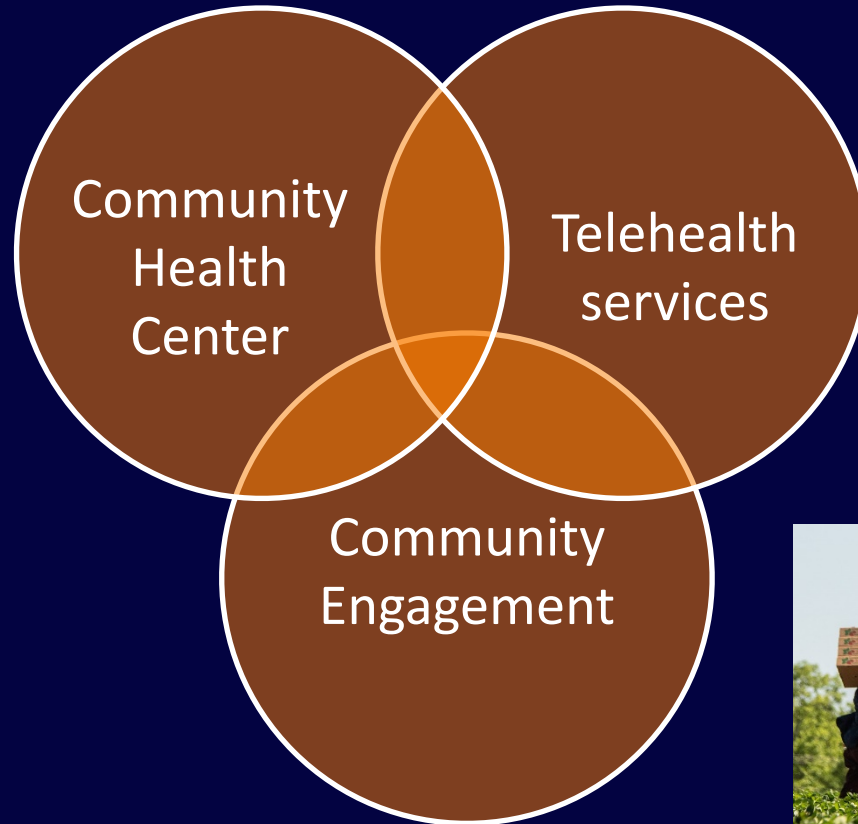 Community
Health
Center
Telehealth
services
Community
Engagement